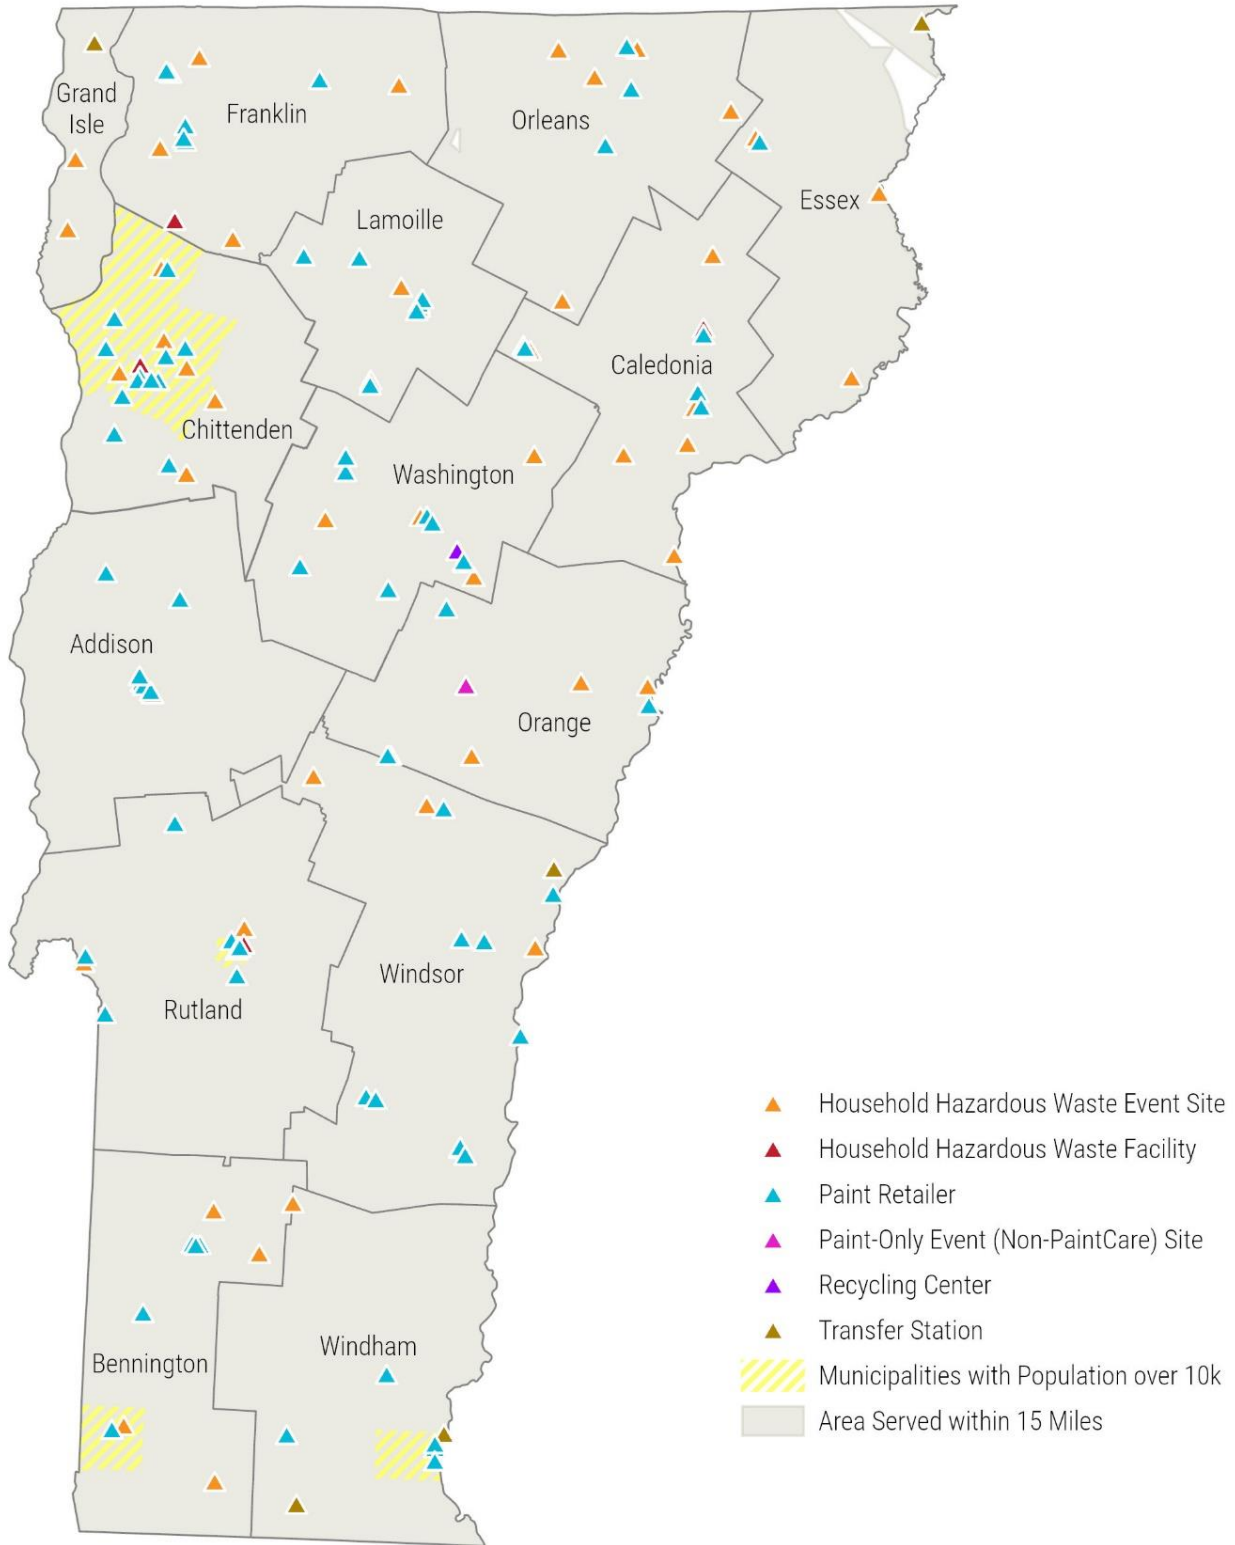 Grand
Isle
Franklin
Orleans
Essex
Lamoille
Caledonia
Chittenden
Washington
Addison
Orange
Windsor
Rutland
Windham
Bennington
Household Hazardous Waste Event Site
Household Hazardous Waste Facility
Paint Retailer
Paint-Only Event (Non-PaintCare) Site
Recycling Center
Transfer Station
Municipalities with Population over 10k
Area Served within 15 Miles